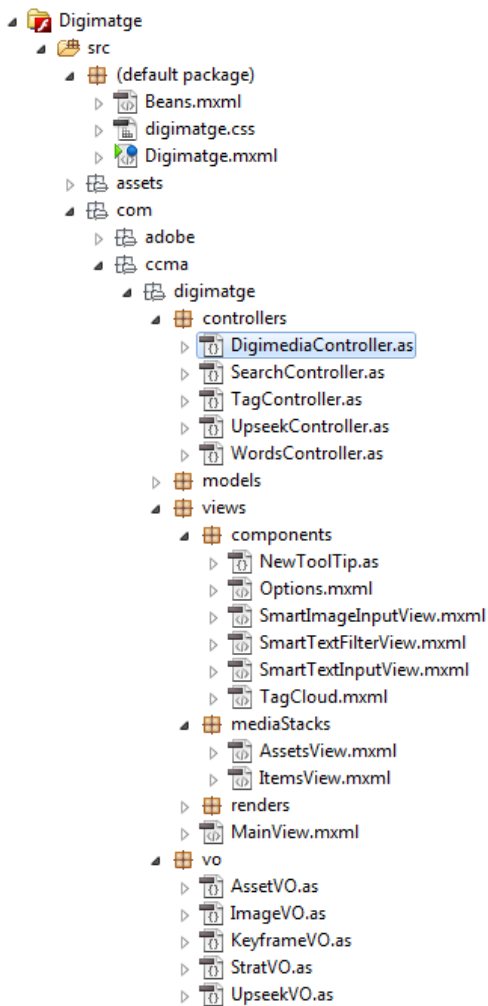 Digimatge
src
(default package)
Beans.mxml
digimatge.css
Digimatge.mxml
assets
com
adobe
ccma
digimatge
controllers
DigimediaController.as
SearchController.as
TagController.as
UpseekController.as
WordsController.as
models
views
components
NewToolTip.as
Options.mxml
SmartImageInputView.mxml
SmartTextFilterView.mxml
SmartTextInputView.mxml
TagCloud.mxml
mediaStacks
AssetsView.mxml
ItemsView.mxml
renders
MainView.mxml
vo
AssetVO.as
ImageVO.as
KeyframeVO.as
StratVO.as
UpseekVO.as